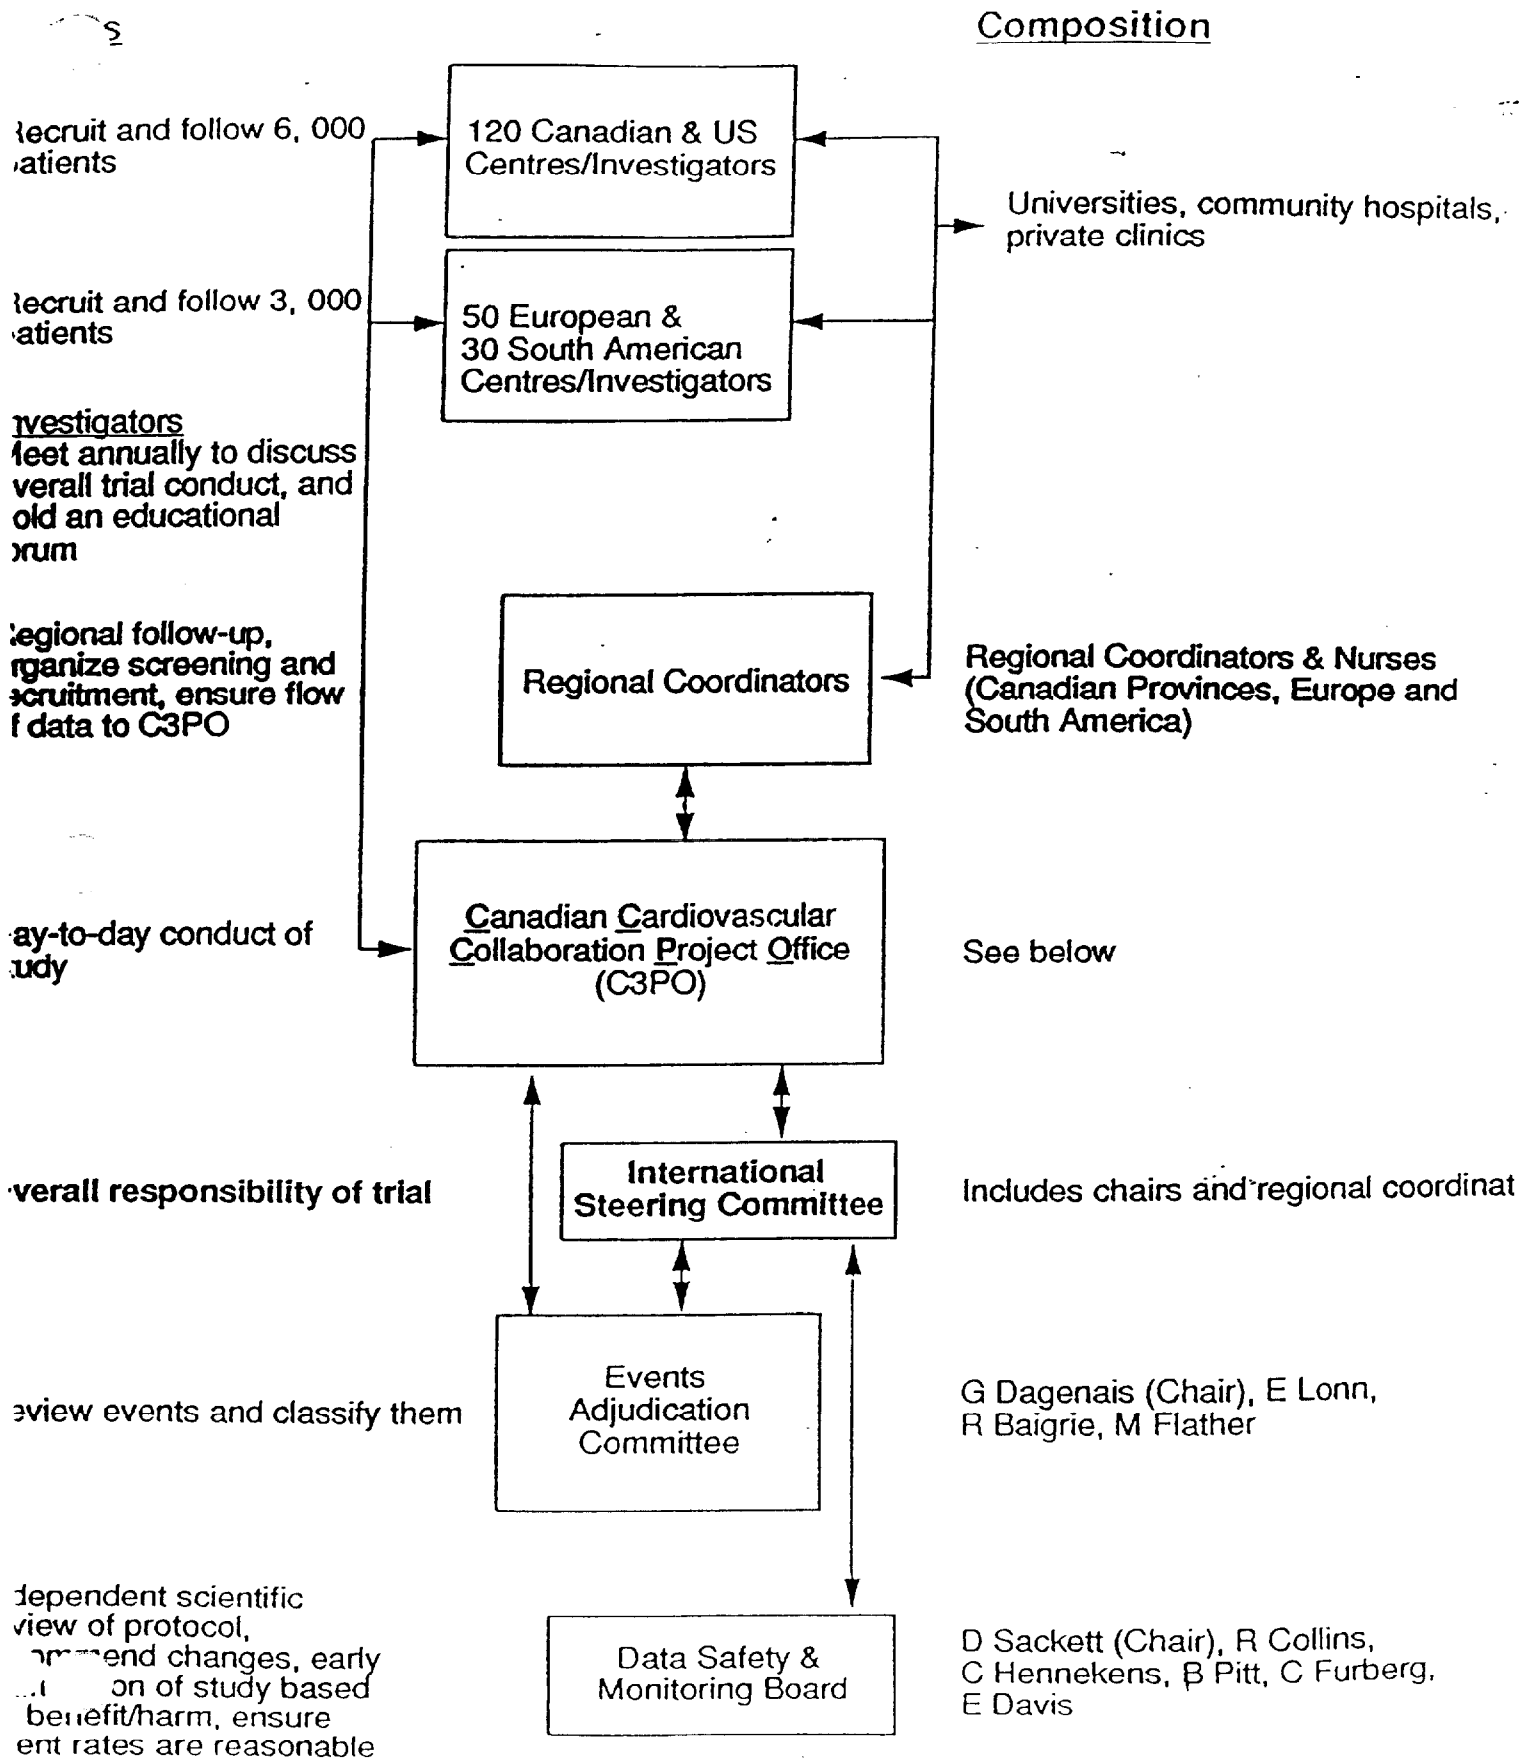 s
Composition
lecruit and follow 6, 000
atients
120 Canadian & US
Centres/Investigators
Universities, community hospitals,
private clinics
lecruit and follow 3, 000
atients
50 European &
30 South American
Centres/Investigators
nvestigators
leet annually to discuss
verall trial conduct, and
old an educational
orum
egional follow-up,
rganize screening and
ecruitment, ensure flow
f data to C3PO
Regional Coordinators
Regional Coordinators & Nurses
(Canadian Provinces, Europe and
South America)
ay-to-day conduct of
udy
Canadian Cardiovascular
Collaboration Project Office
(C3PO)
See below
verall responsibility of trial
International
Steering Committee
Includes chairs and regional coordinat
eview events and classify them
Events
Adjudication
Committee
G Dagenais (Chair), E Lonn,
R Baigrie, M Flather
dependent scientific
view of protocol,
end changes, early
on of study based
benefit/harm, ensure
ent rates are reasonable
Data Safety &
Monitoring Board
D Sackett (Chair), R Collins,
C Hennekens, B Pitt, C Furberg,
E Davis